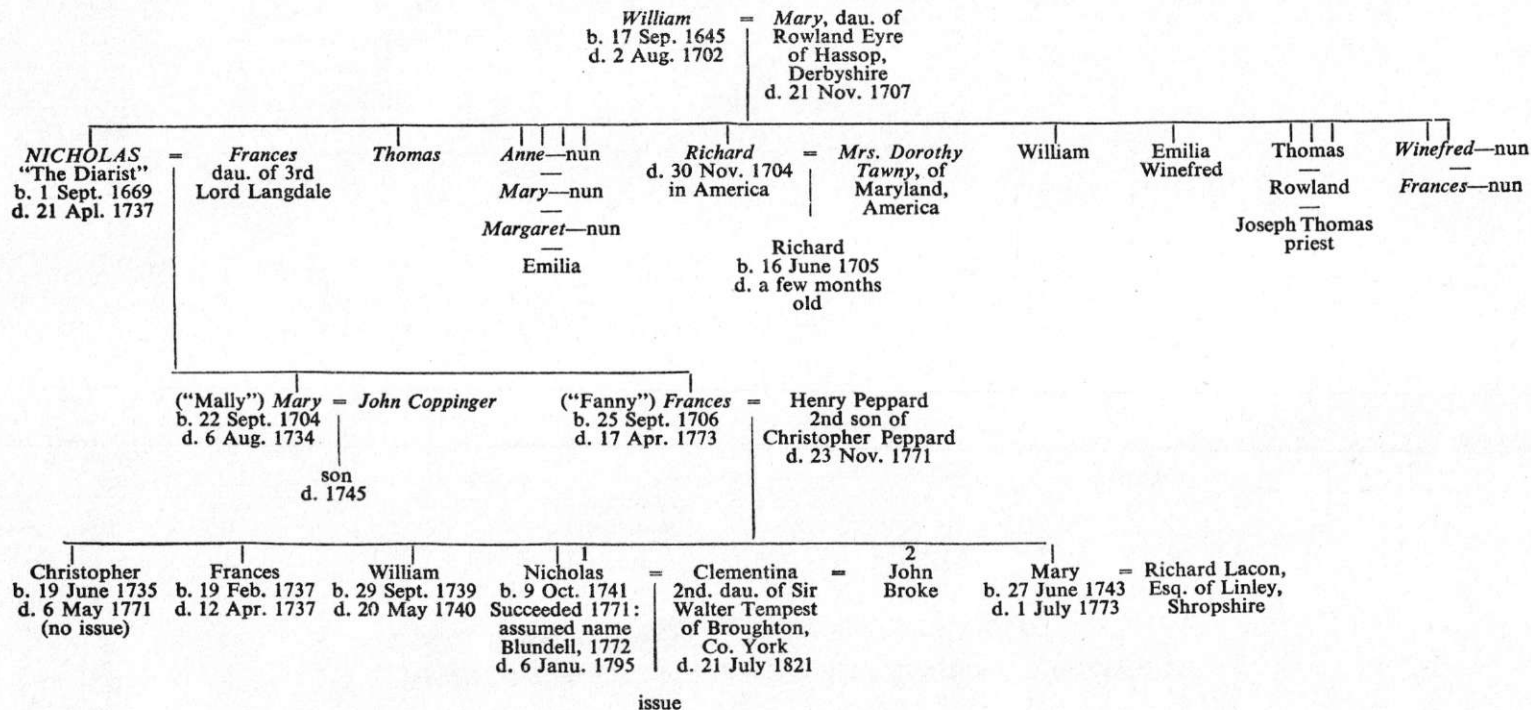 William
b. 17 Sep. 1645
d. 2 Aug. 1702
=
Mary, dau. of
Rowland Eyre
of Hassop,
Derbyshire
d. 21 Nov. 1707
NICHOLAS
"The Diarist"
b. 1 Sept. 1669
d. 21 Apl. 1737
=
Frances
dau. of 3rd
Lord Langdale
Thomas
Anne—nun
—
Mary—nun
—
Margaret—nun
—
Emilia
Richard
d. 30 Nov. 1704
in America
=
Mrs. Dorothy
Tawny, of
Maryland,
America
Richard
b. 16 June 1705
d. a few months
old
William
Emilia
Winefred
Thomas
—
Rowland
—
Joseph Thomas
priest
Winefred—nun
—
Frances—nun
("Mally") Mary
b. 22 Sept. 1704
d. 6 Aug. 1734
=
John Coppinger
son
d. 1745
("Fanny") Frances
b. 25 Sept. 1706
d. 17 Apr. 1773
=
Henry Peppard
2nd son of
Christopher Peppard
d. 23 Nov. 1771
Christopher
b. 19 June 1735
d. 6 May 1771
(no issue)
Frances
b. 19 Feb. 1737
d. 12 Apr. 1737
William
b. 29 Sept. 1739
d. 20 May 1740
1
Nicholas
b. 9 Oct. 1741
Succeeded 1771:
assumed name
Blundell, 1772
d. 6 Janu. 1795
=
Clementina
2nd. dau. of Sir
Walter Tempest
of Broughton,
Co. York
d. 21 July 1821
=
2
John
Broke
Mary
b. 27 June 1743
d. 1 July 1773
=
Richard Lacon,
Esq. of Linley,
Shropshire
issue